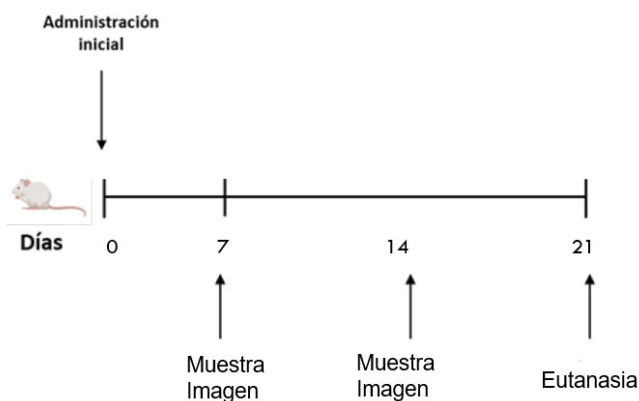 Administración
inicial
Días
0
7
14
21
Muestra
Imagen
Muestra
Imagen
Eutanasia